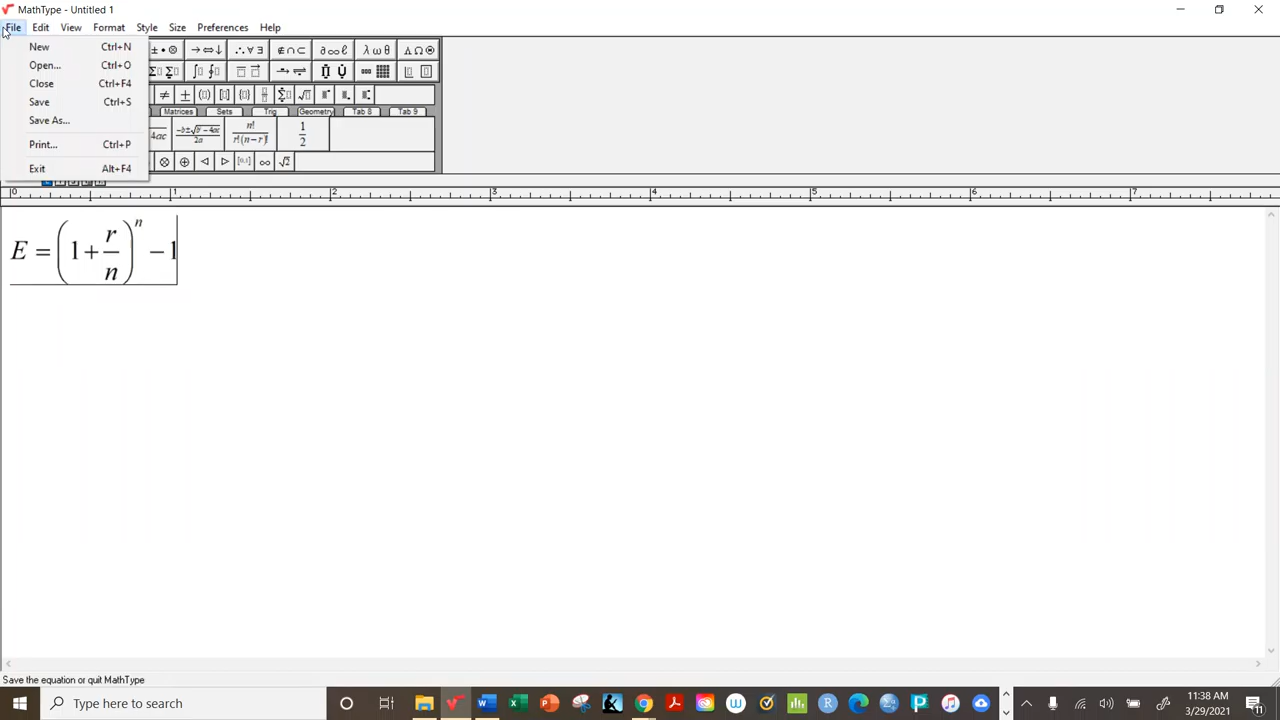 MathType - Untitled 1
File Edit View Format Style Size Preferences Help
New Ctrl+N
Open... Ctrl+O
Close Ctrl+F4
Save Ctrl+S
Save As...
Print... Ctrl+P
Exit Alt+F4
Matrices Sets Trig Geometry Tab 8 Tab 9
0 1 2 3 4 5 6 7
E = (1 + r/n)^n − 1
Save the equation or quit MathType
Type here to search
11:38 AM
3/29/2021